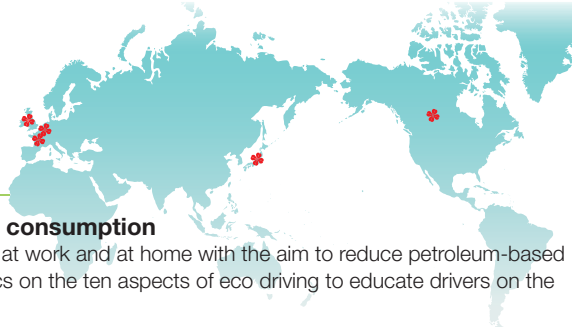 consumption
at work and at home with the aim to reduce petroleum-based
on the ten aspects of eco driving to educate drivers on the